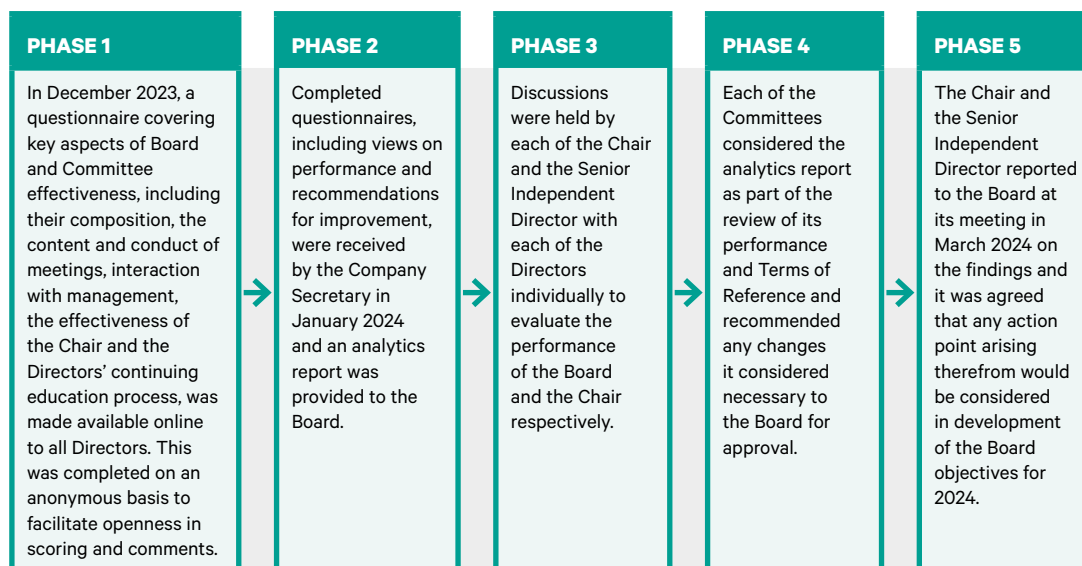 PHASE 1
In December 2023, a
questionnaire covering
key aspects of Board
and Committee
effectiveness, including
their composition, the
content and conduct of
meetings, interaction
with management,
the effectiveness of
the Chair and the
Directors' continuing
education process, was
made available online
to all Directors. This
was completed on an
anonymous basis to
facilitate openness in
scoring and comments.
PHASE 2
Completed
questionnaires,
including views on
performance and
recommendations
for improvement,
were received
by the Company
Secretary in
January 2024
and an analytics
report was
provided to the
Board.
PHASE 3
Discussions
were held by
each of the Chair
and the Senior
Independent
Director with
each of the
Directors
individually to
evaluate the
performance
of the Board
and the Chair
respectively.
PHASE 4
Each of the
Committees
considered the
analytics report
as part of the
review of its
performance
and Terms of
Reference and
recommended
any changes
it considered
necessary to
the Board for
approval.
PHASE 5
The Chair and
the Senior
Independent
Director reported
to the Board at
its meeting in
March 2024 on
the findings and
it was agreed
that any action
point arising
therefrom would
be considered
in development
of the Board
objectives for
2024.